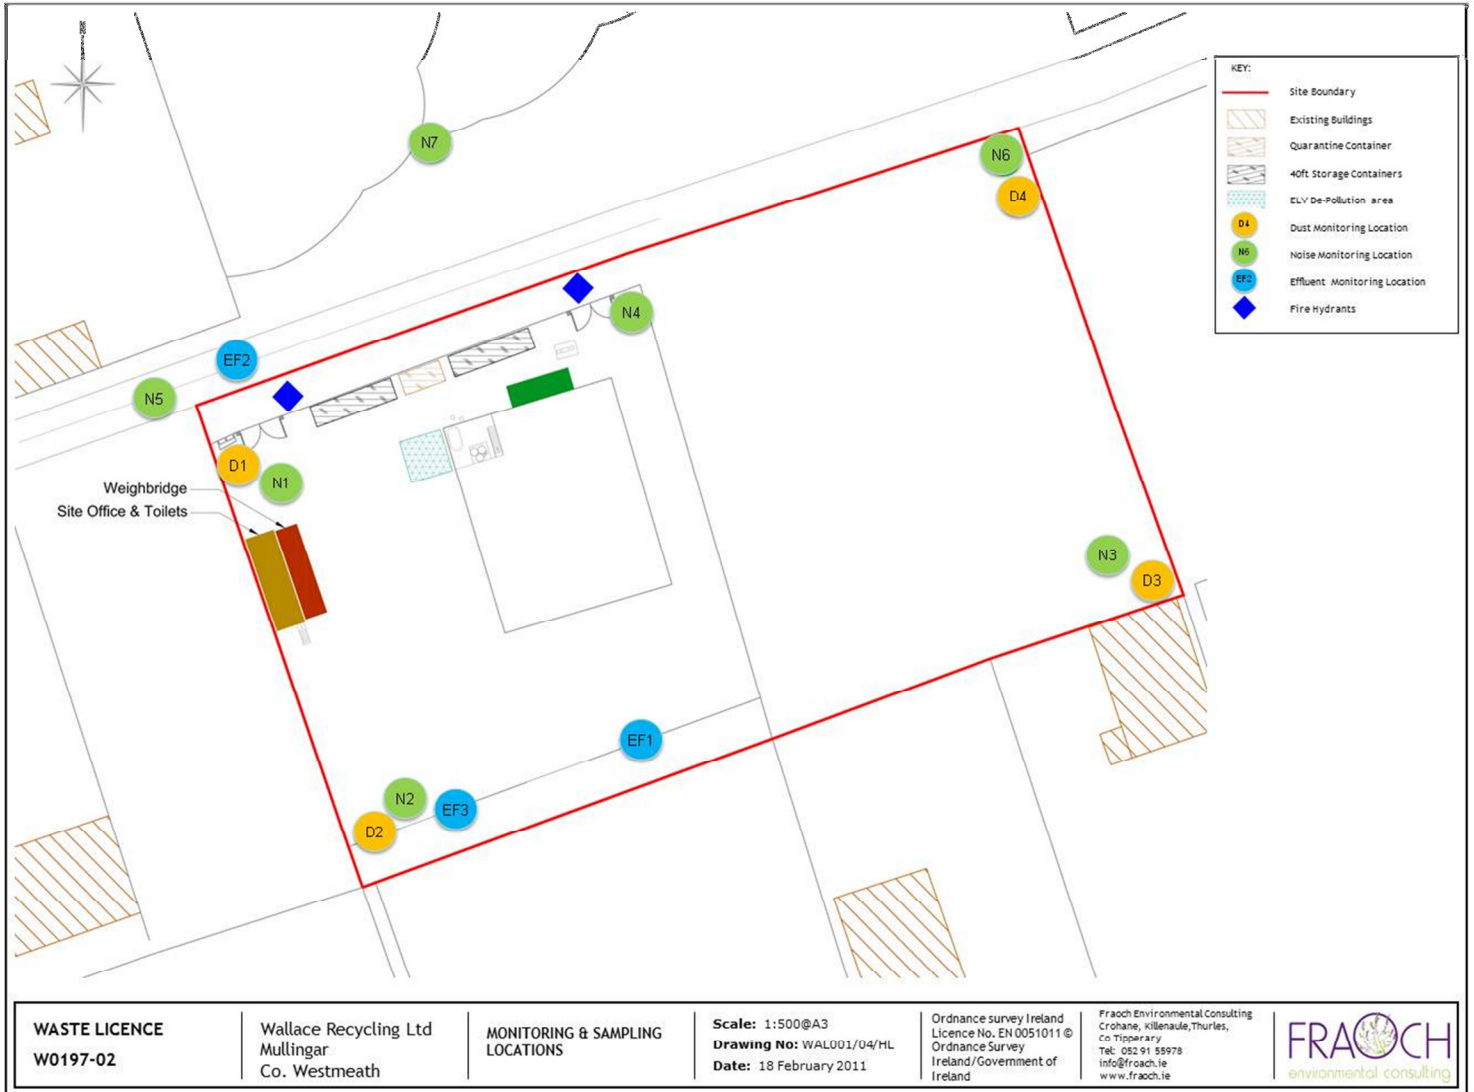 KEY:
Site Boundary
Existing Buildings
Quarantine Container
40ft Storage Containers
ELV De-Pollution area
D4
Dust Monitoring Location
N6
Noise Monitoring Location
EF2
Effluent Monitoring Location
Fire Hydrants
N7
N6
D4
N4
EF2
N5
D1
N1
Weighbridge
Site Office & Toilets
N3
D3
EF1
N2
EF3
D2
WASTE LICENCE
W0197-02
Wallace Recycling Ltd
Mullingar
Co. Westmeath
MONITORING & SAMPLING
LOCATIONS
Scale: 1:500@A3
Drawing No: WAL001/04/HL
Date: 18 February 2011
Ordnance survey Ireland
Licence No. EN 0051011 ©
Ordnance Survey
Ireland/Government of
Ireland
Fraoch Environmental Consulting
Crohane, Killenaule,Thurles,
Co Tipperary
Tel: 052 91 55978
info@froach.ie
www.fraoch.ie
FRAOCH
environmental consulting